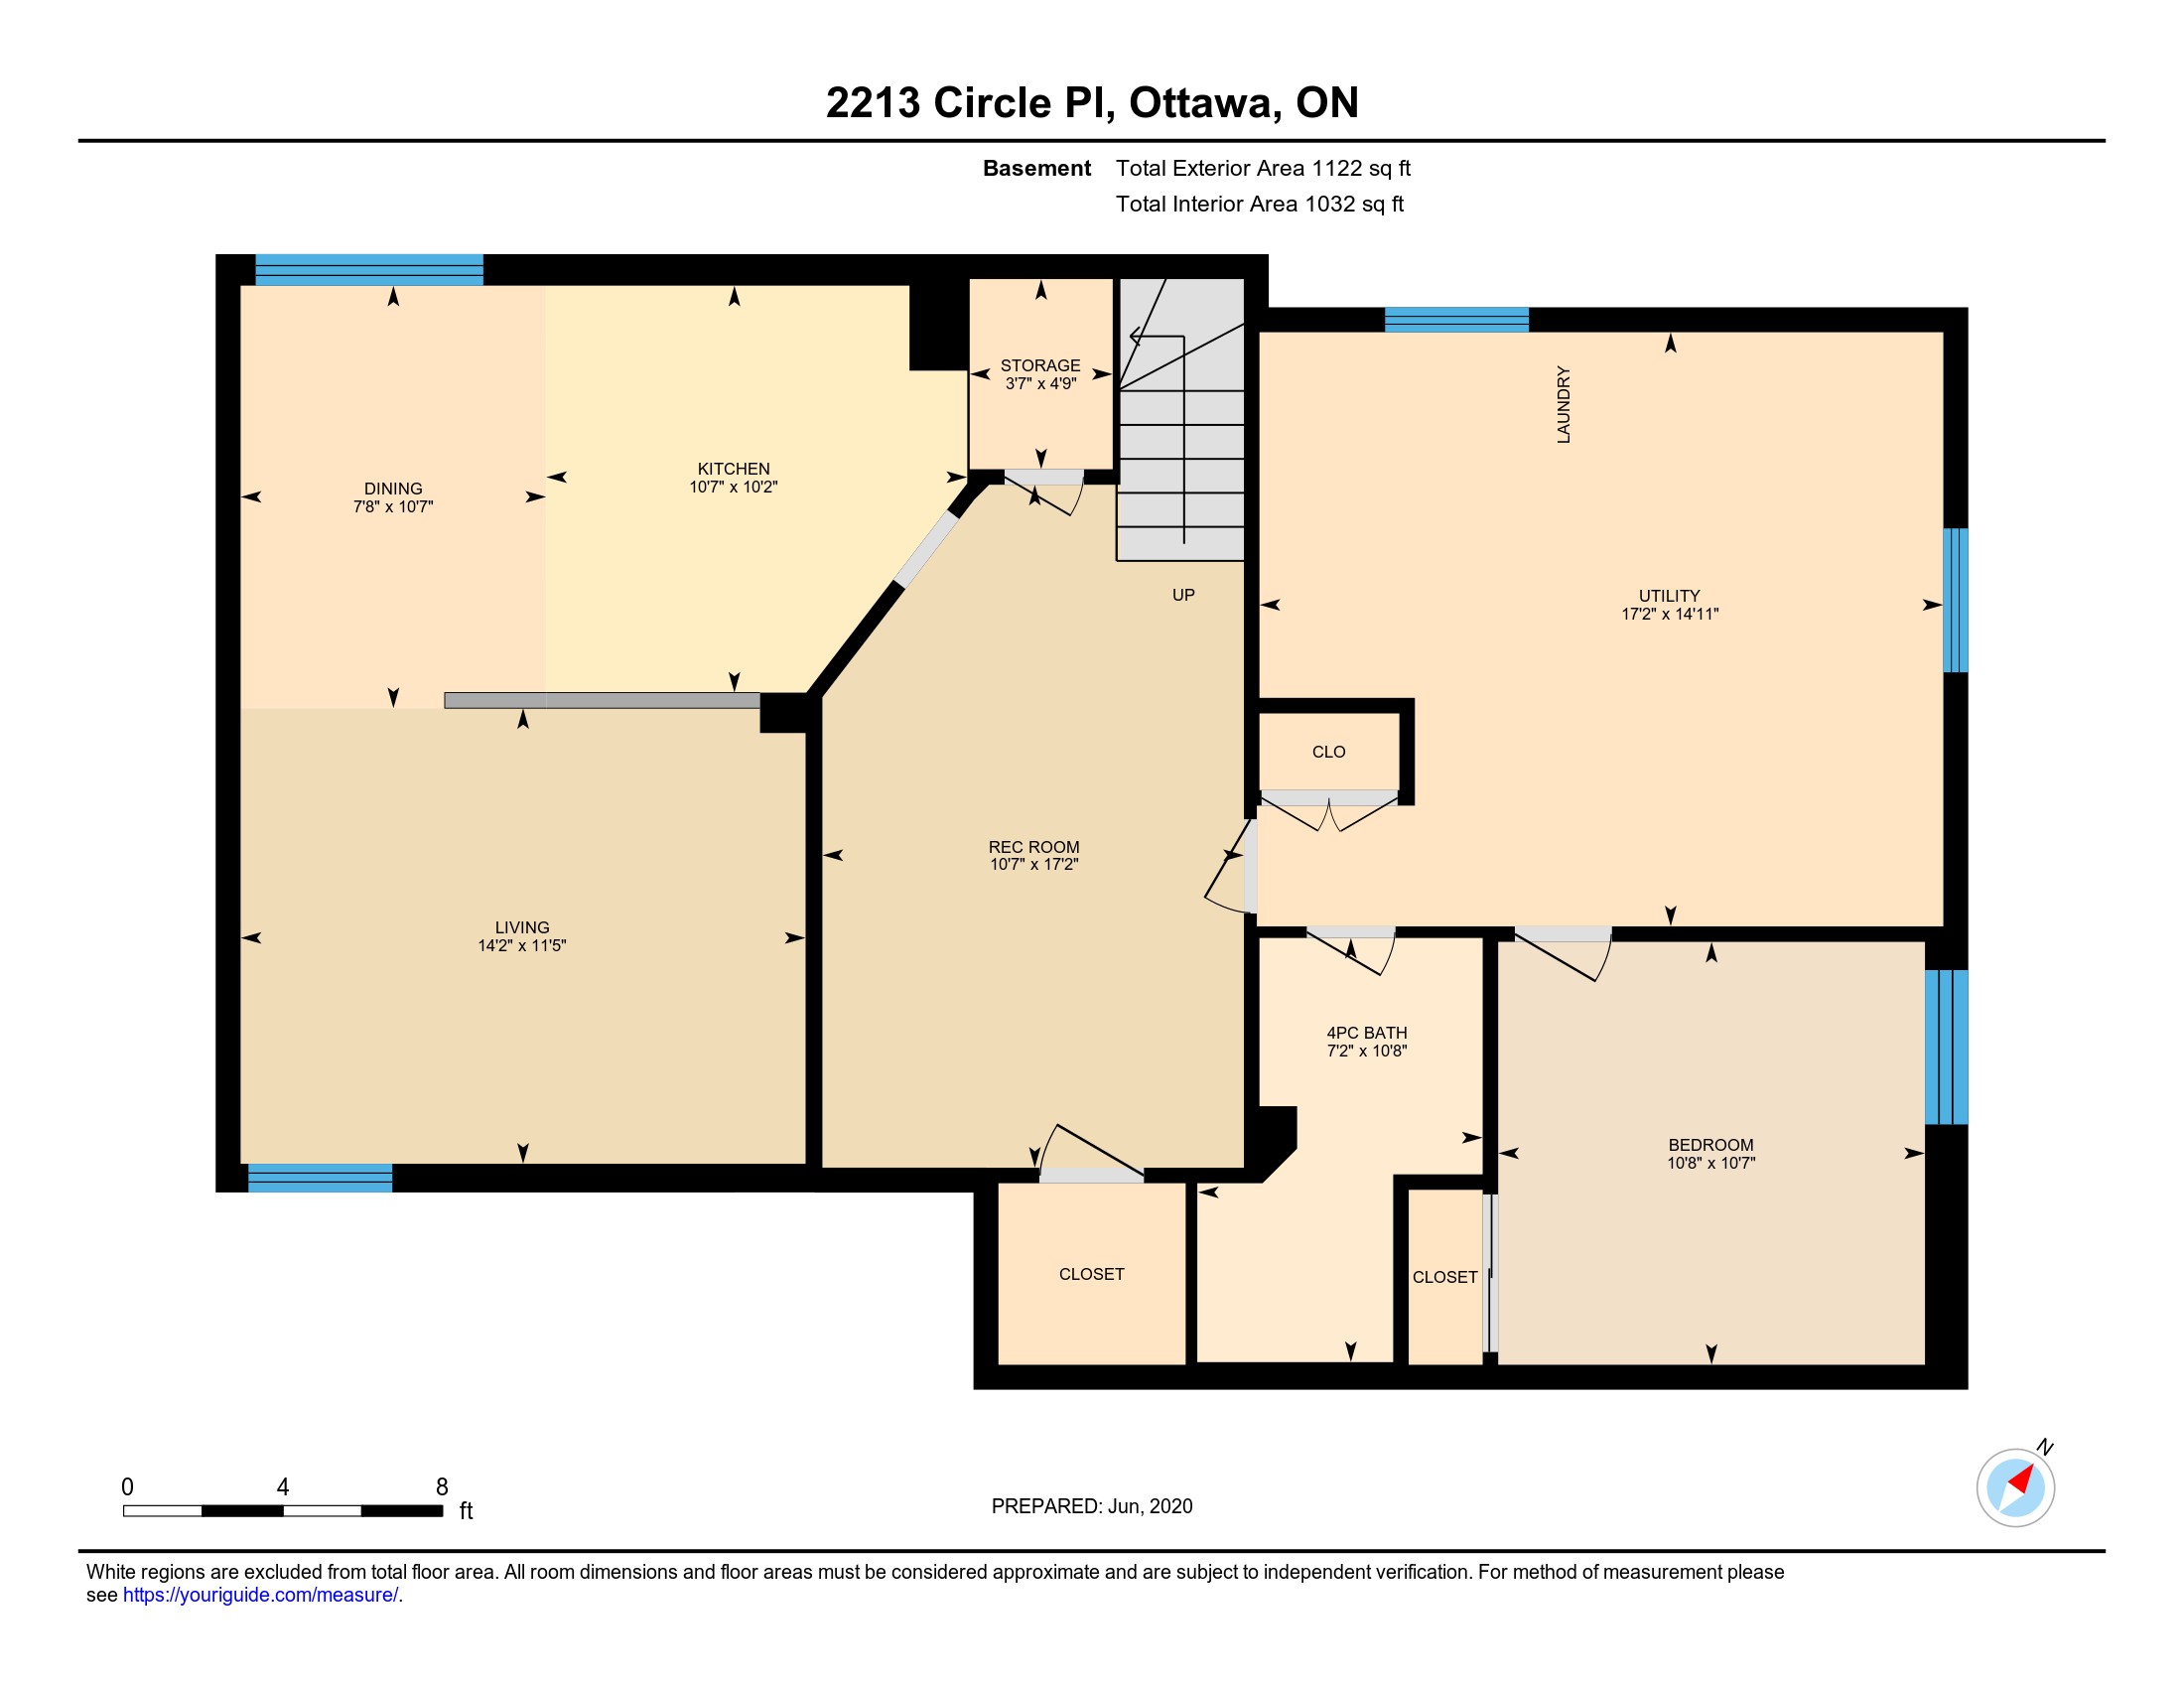 2213 Circle Pl, Ottawa, ON
Basement Total Exterior Area 1122 sq ft
Total Interior Area 1032 sq ft
STORAGE
3'7" x 4'9"
LAUNDRY
KITCHEN
10'7" x 10'2"
DINING
7'8" x 10'7"
UP
UTILITY
17'2" x 14'11"
CLO
REC ROOM
10'7" x 17'2"
LIVING
14'2" x 11'5"
4PC BATH
7'2" x 10'8"
BEDROOM
10'8" x 10'7"
CLOSET
CLOSET
N
0 4 8
ft
PREPARED: Jun, 2020
White regions are excluded from total floor area. All room dimensions and floor areas must be considered approximate and are subject to independent verification. For method of measurement please
see https://youriguide.com/measure/.